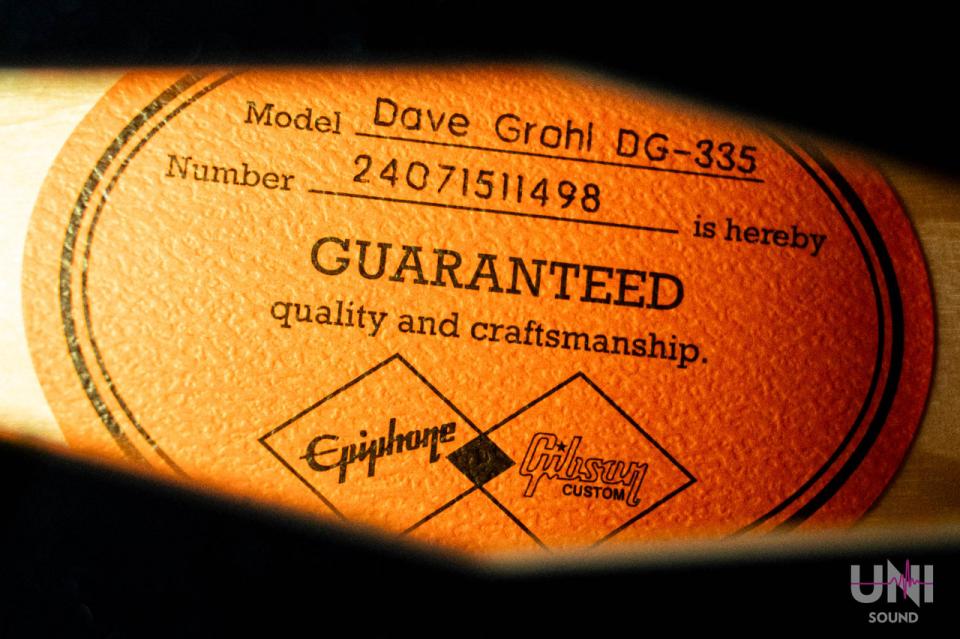 Model Dave Grohl DG-335
Number 24071511498 is hereby
GUARANTEED
quality and craftsmanship.
Epiphone
Gibson
CUSTOM
UNI
SOUND